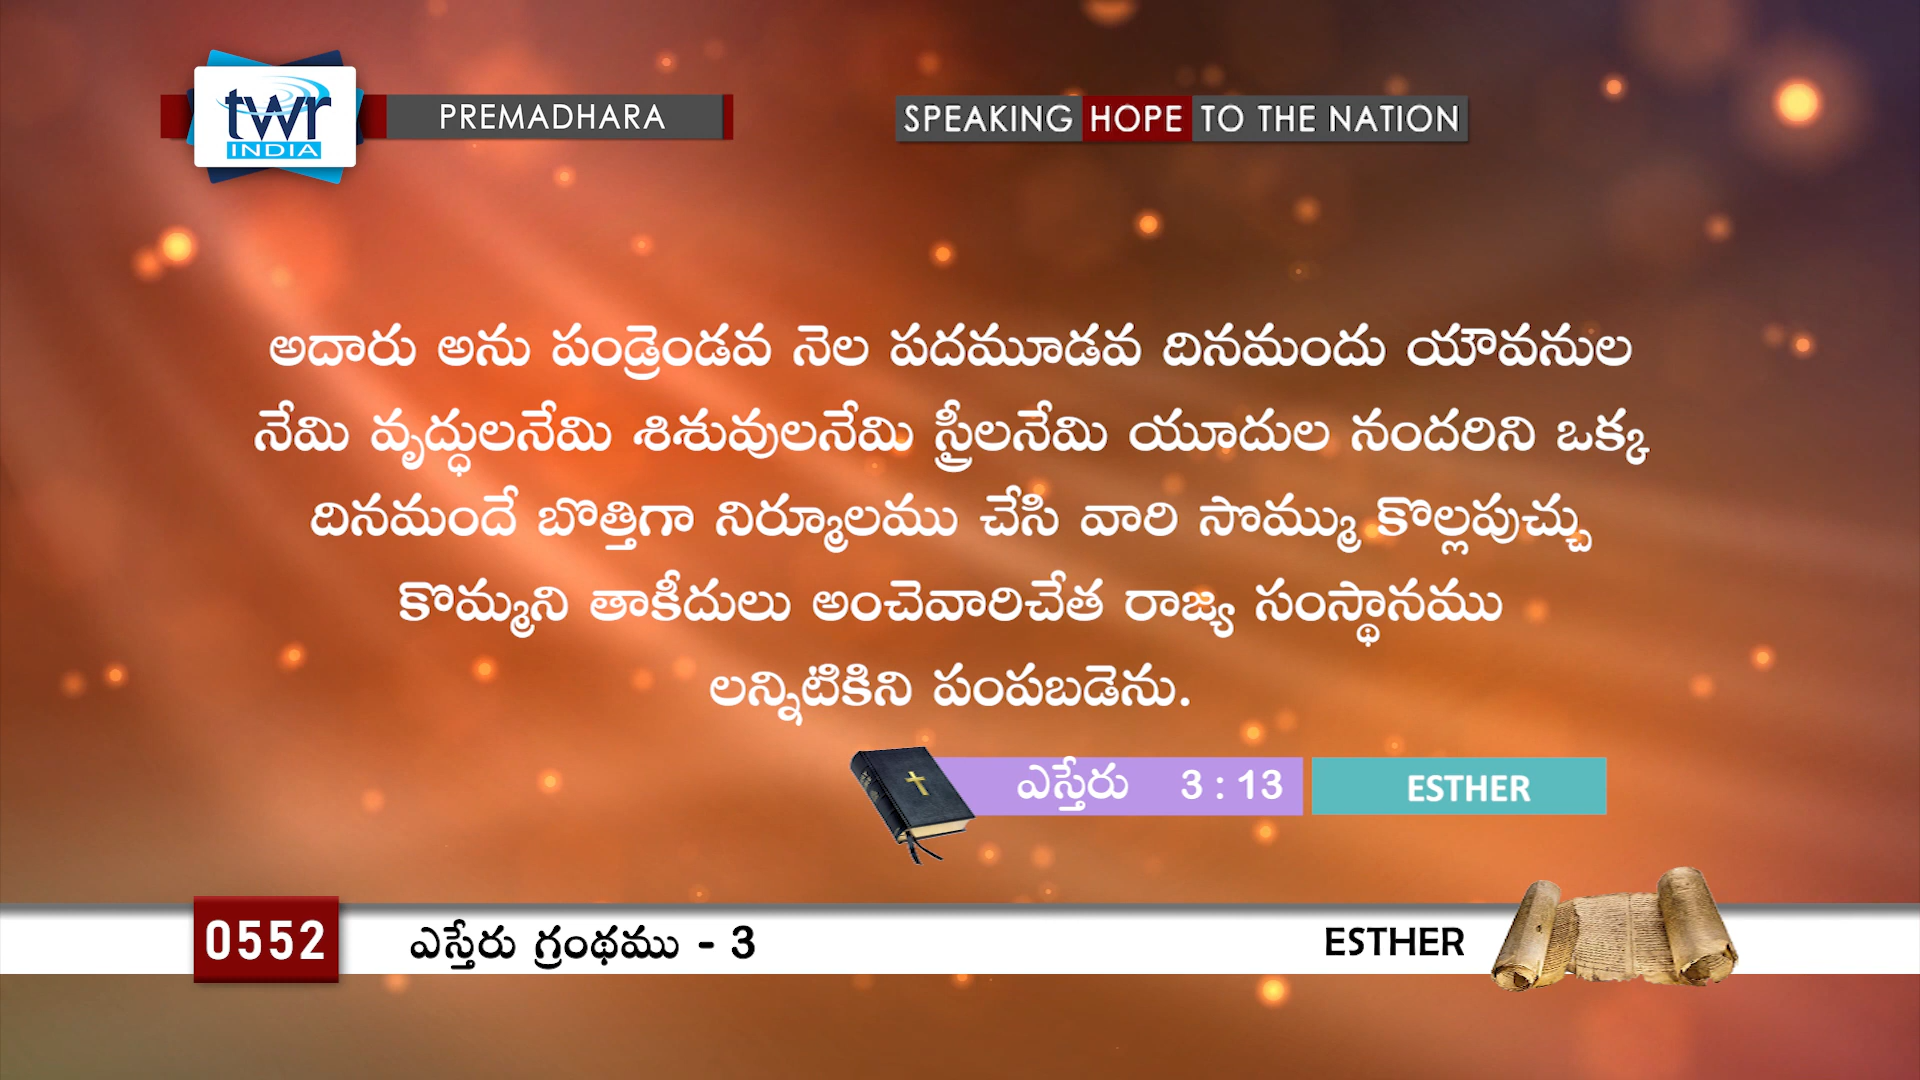 twr
INDIA
PREMADHARA
SPEAKING HOPE TO THE NATION
అదారు అను పండ్రెండవ నెల పదమూడవ దినమందు యౌవనుల
నేమి వృద్ధులనేమి శిశువులనేమి స్త్రీలనేమి యూదుల నందరిని ఒక్క
దినమందే బొత్తిగా నిర్మూలము చేసి వారి సొమ్ము కొల్లపుచ్చు
కొమ్మని తాకీదులు అంచెవారిచేత రాజ్య సంస్థానము
లన్నిటికిని పంపబడెను.
ఎస్తేరు 3 : 13 ESTHER
0552 ఎస్తేరు గ్రంథము - 3 ESTHER